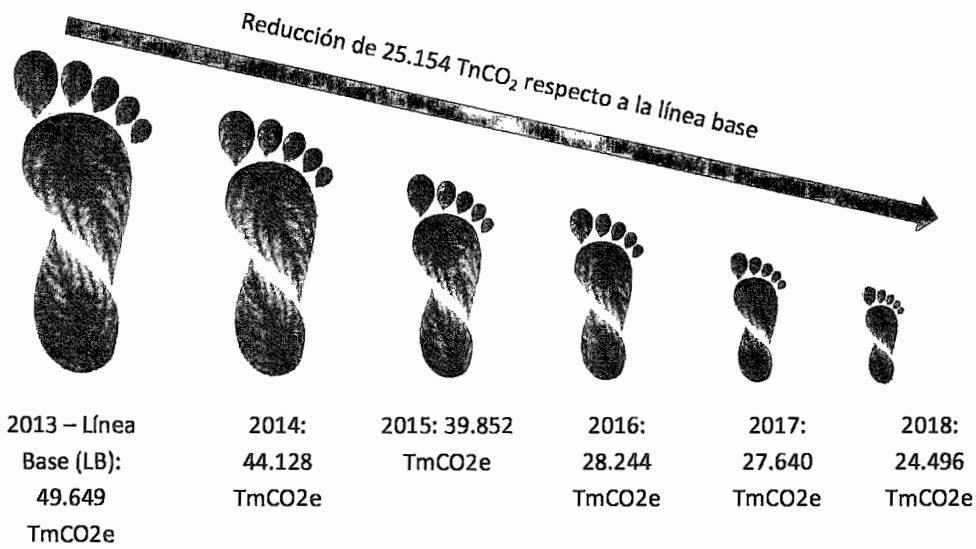 Reducción de 25.154 TnCO₂ respecto a la línea base
2013 – Línea
Base (LB):
49.649
TmCO2e
2014:
44.128
TmCO2e
2015: 39.852
TmCO2e
2016:
28.244
TmCO2e
2017:
27.640
TmCO2e
2018:
24.496
TmCO2e